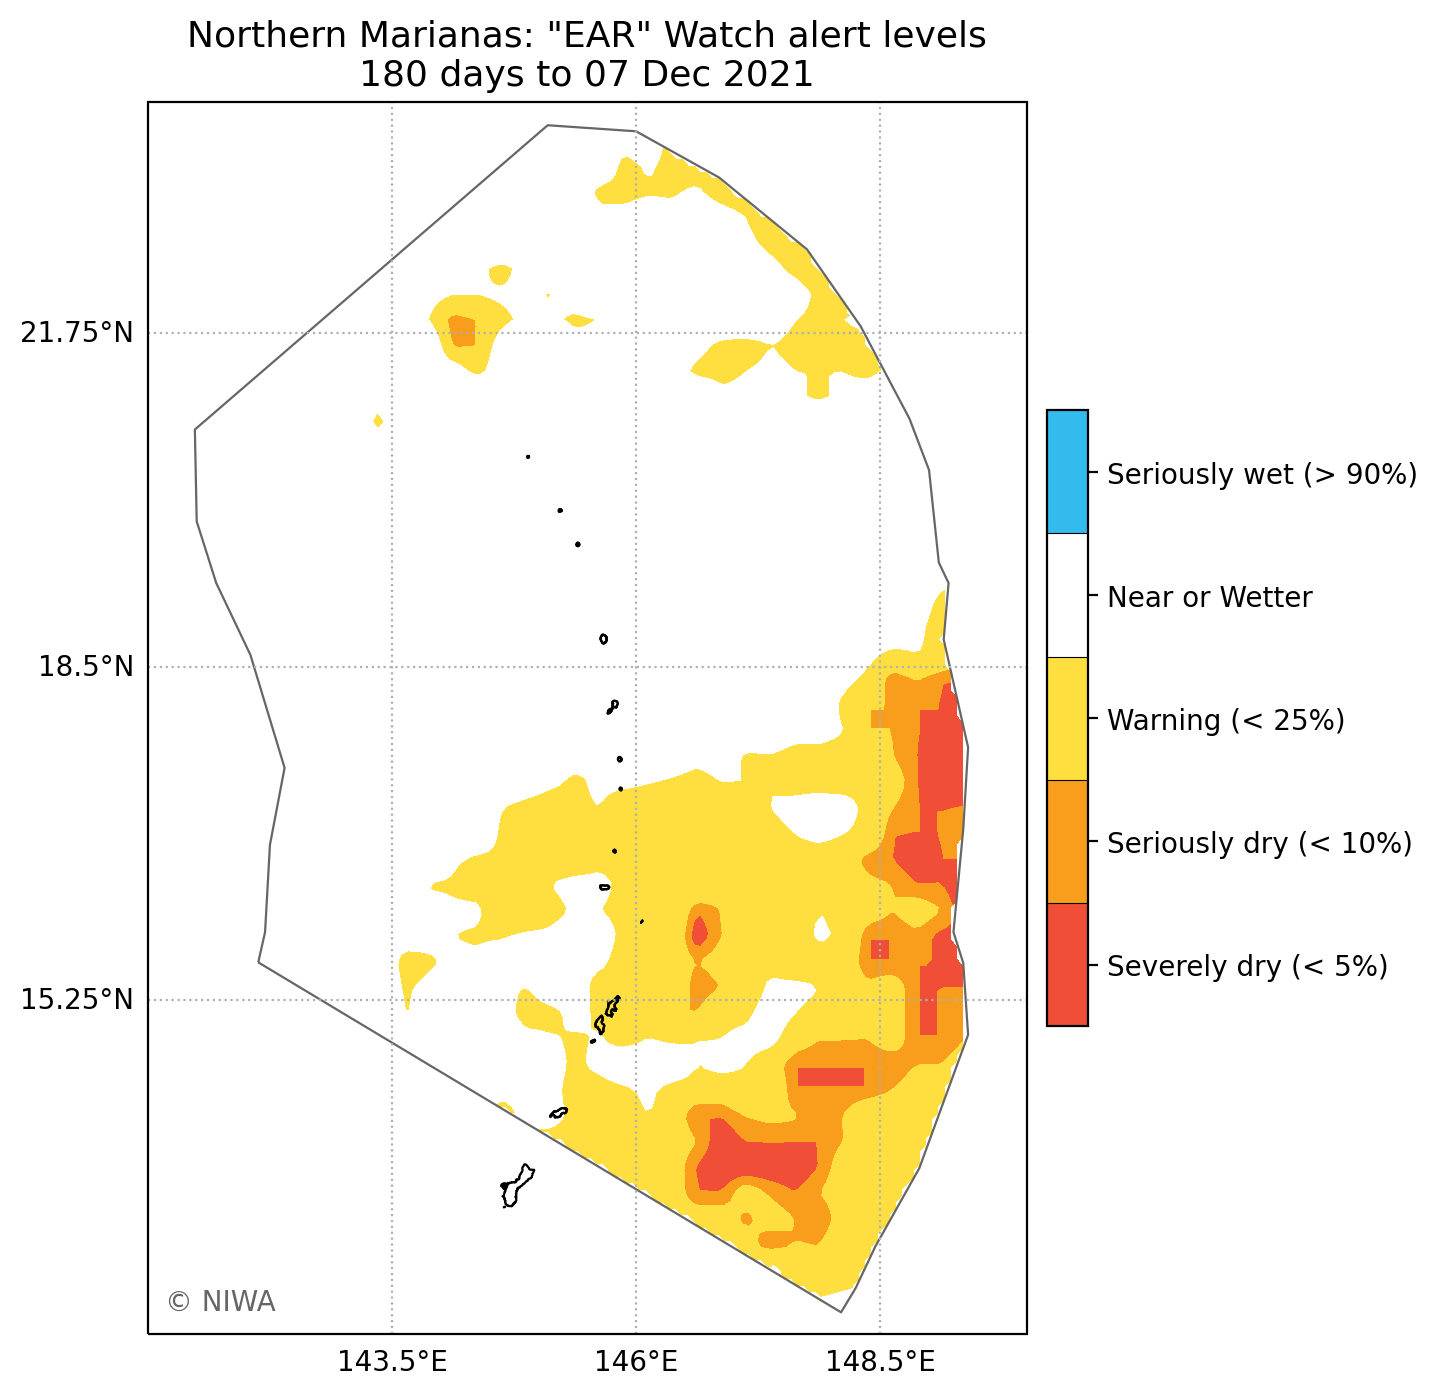 Northern Marianas: "EAR" Watch alert levels
180 days to 07 Dec 2021
21.75°N
18.5°N
15.25°N
143.5°E
146°E
148.5°E
© NIWA
Seriously wet (> 90%)
Near or Wetter
Warning (< 25%)
Seriously dry (< 10%)
Severely dry (< 5%)